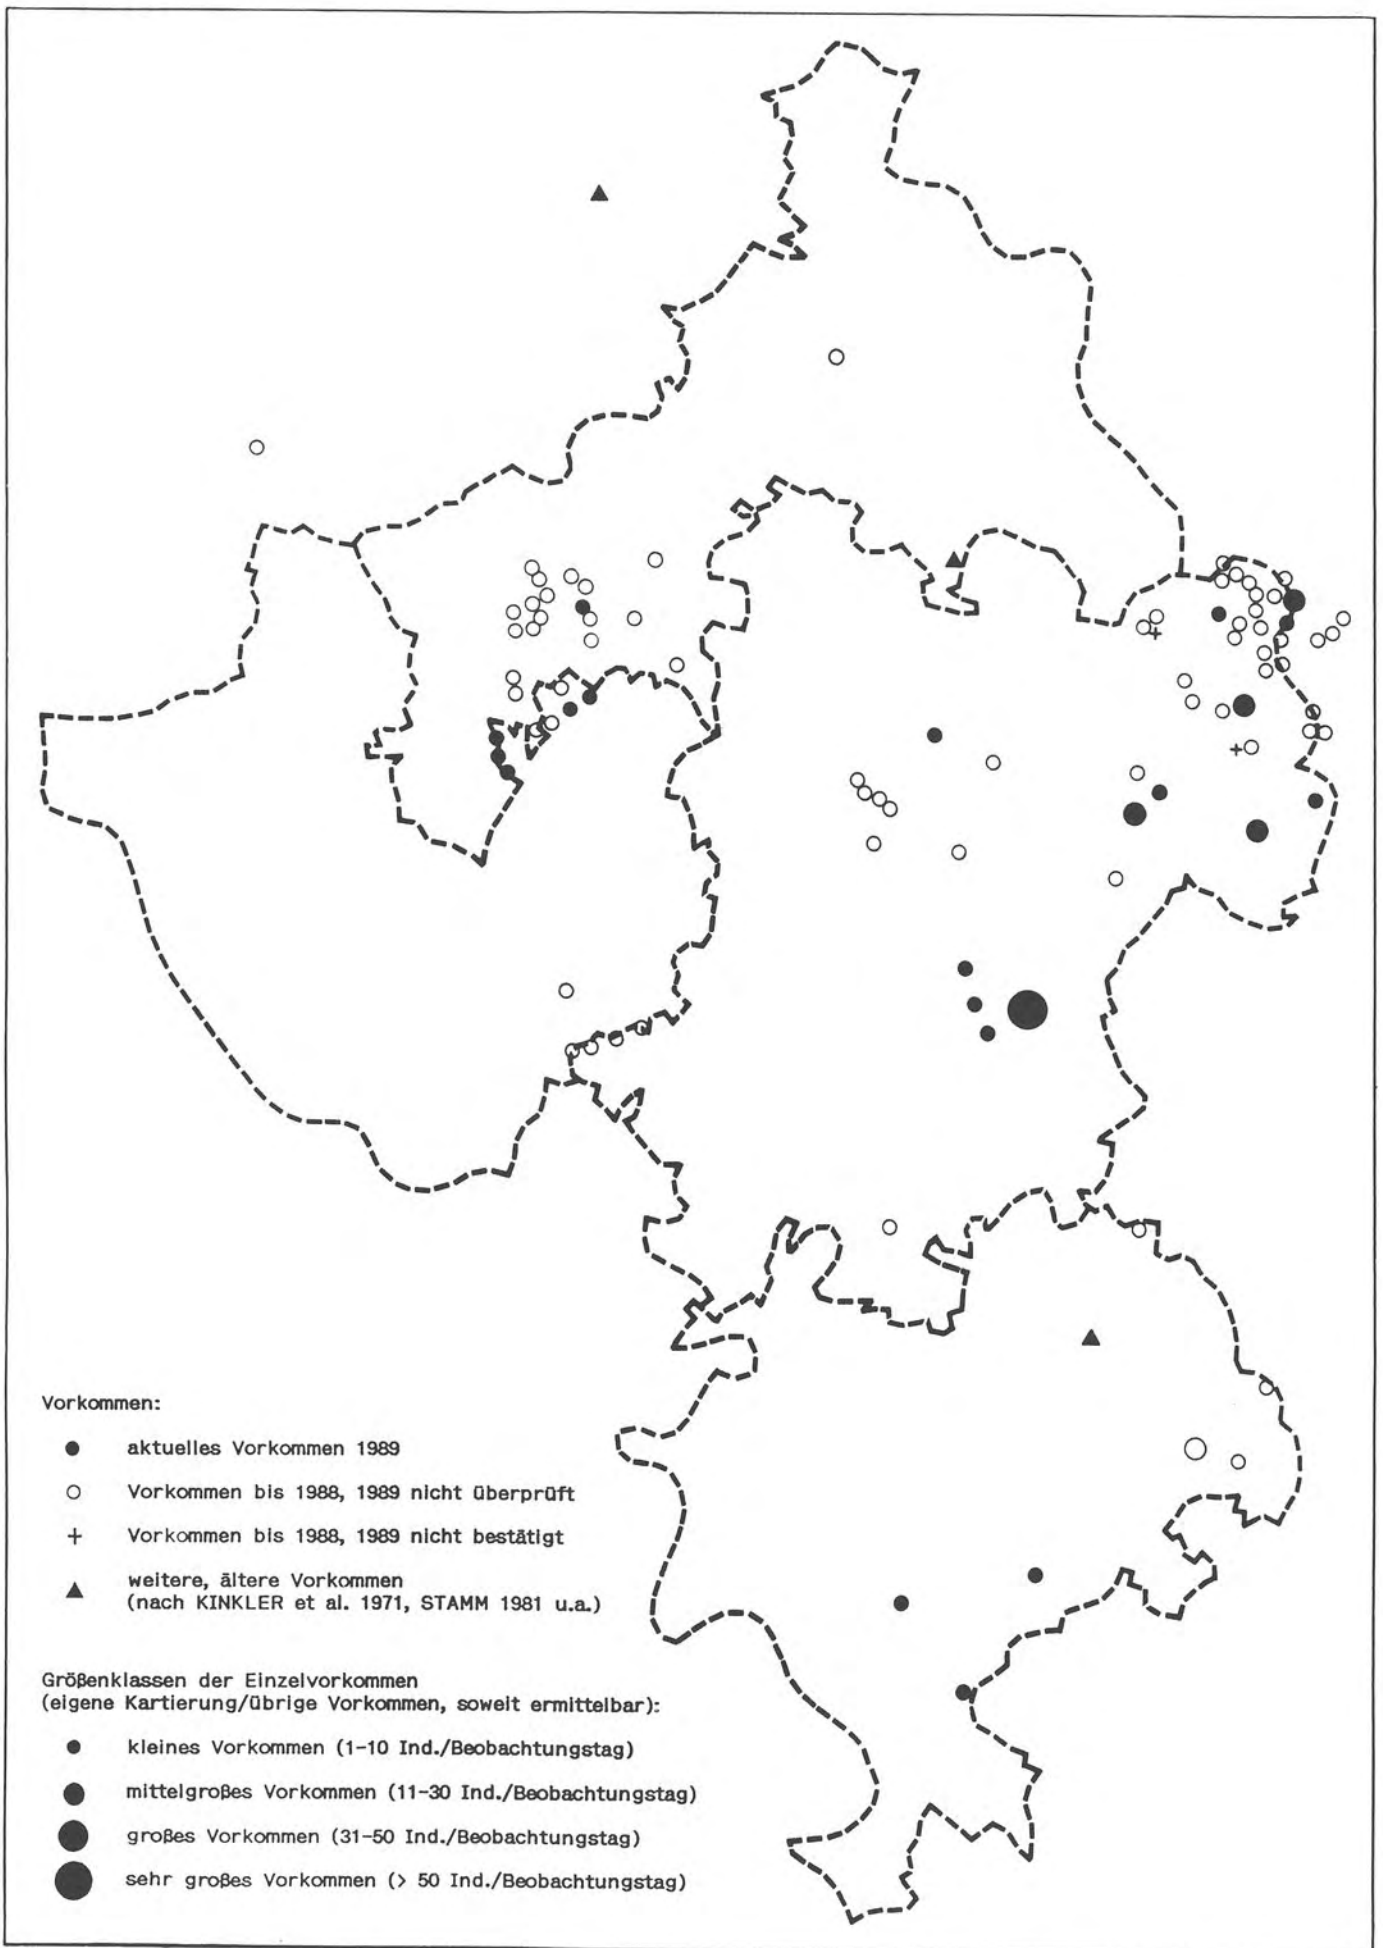 Vorkommen:
aktuelles Vorkommen 1989
Vorkommen bis 1988, 1989 nicht überprüft
Vorkommen bis 1988, 1989 nicht bestätigt
weitere, ältere Vorkommen
(nach KINKLER et al. 1971, STAMM 1981 u.a.)
Größenklassen der Einzelvorkommen
(eigene Kartierung/übrige Vorkommen, soweit ermittelbar):
kleines Vorkommen (1-10 Ind./Beobachtungstag)
mittelgroßes Vorkommen (11-30 Ind./Beobachtungstag)
großes Vorkommen (31-50 Ind./Beobachtungstag)
sehr großes Vorkommen (> 50 Ind./Beobachtungstag)